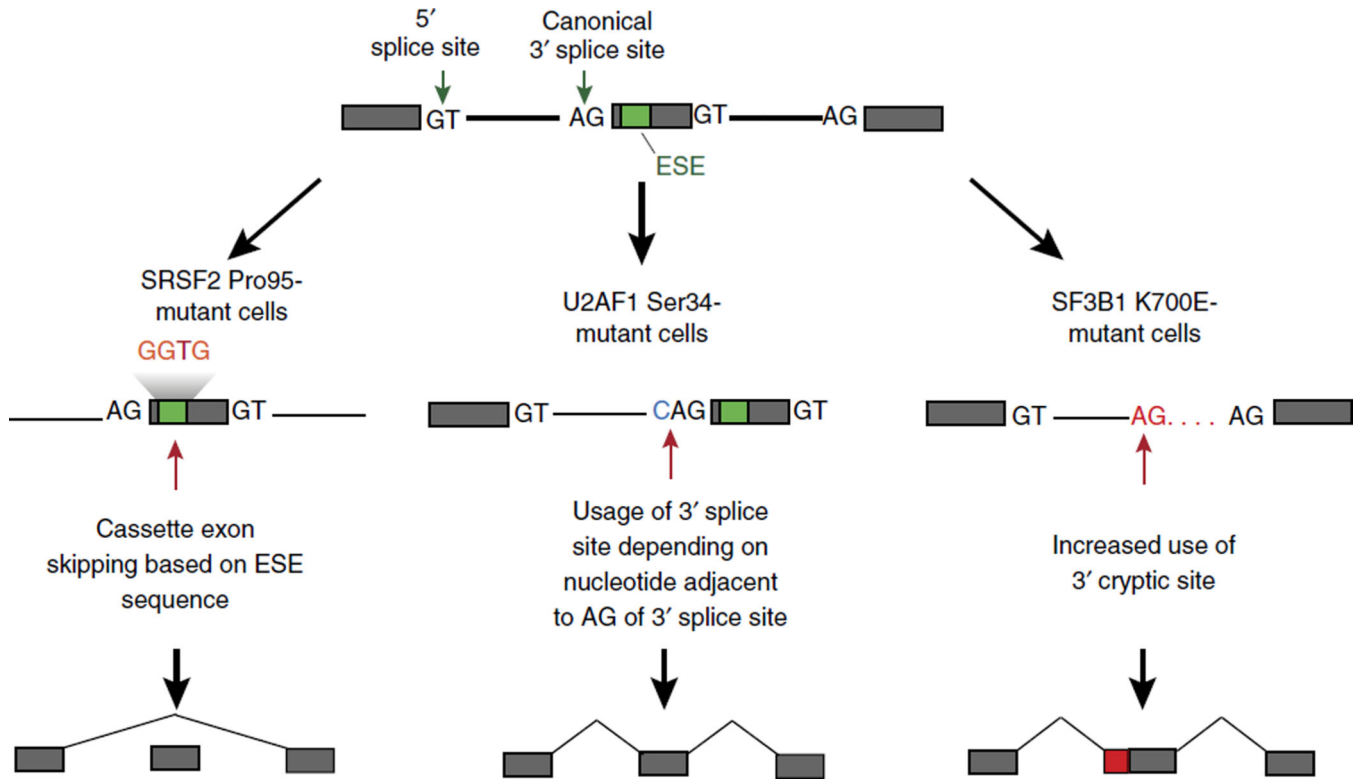 5′
splice site
Canonical
3′ splice site
GT
AG
GT
AG
ESE
SRSF2 Pro95-
mutant cells
GGTG
AG
GT
Cassette exon
skipping based on ESE
sequence
U2AF1 Ser34-
mutant cells
GT
CAG
GT
Usage of 3′ splice
site depending on
nucleotide adjacent
to AG of 3′ splice site
SF3B1 K700E-
mutant cells
GT
AG. . . .
AG
Increased use of
3′ cryptic site